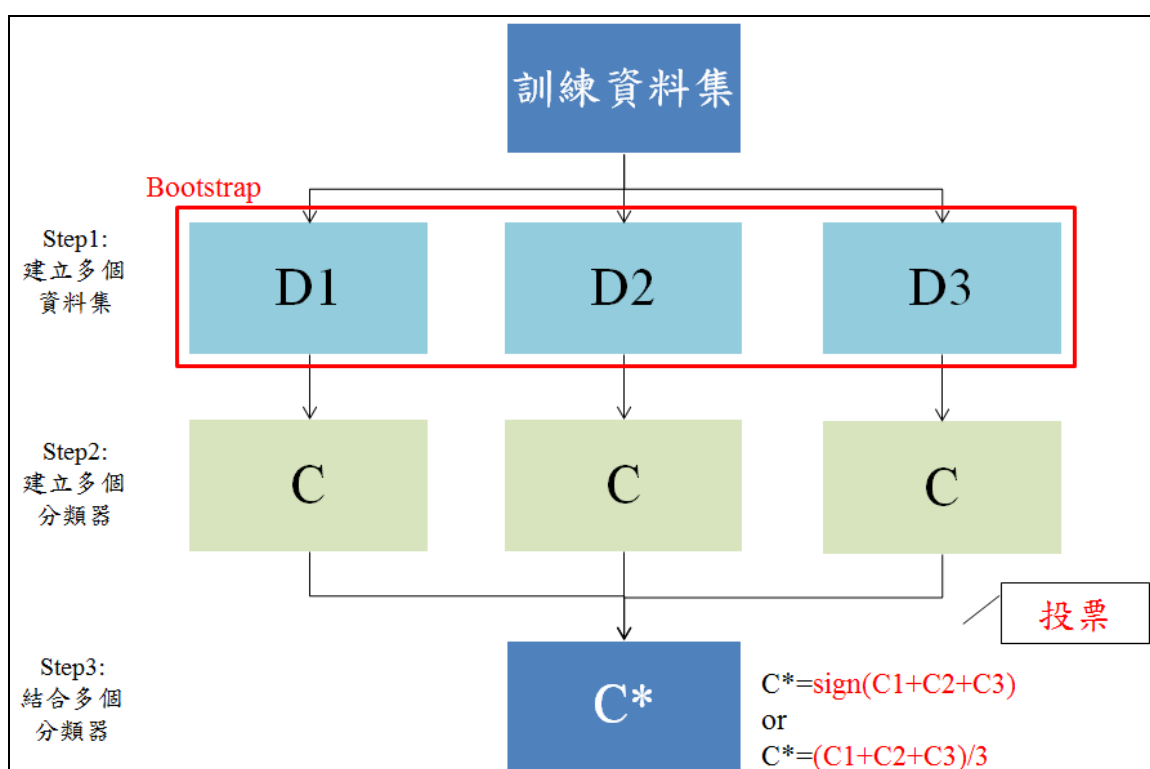 訓練資料集
Bootstrap
Step1:
建立多個
資料集
D1
D2
D3
Step2:
建立多個
分類器
C
C
C
投票
Step3:
結合多個
分類器
C*
C*=sign(C1+C2+C3)
or
C*=(C1+C2+C3)/3